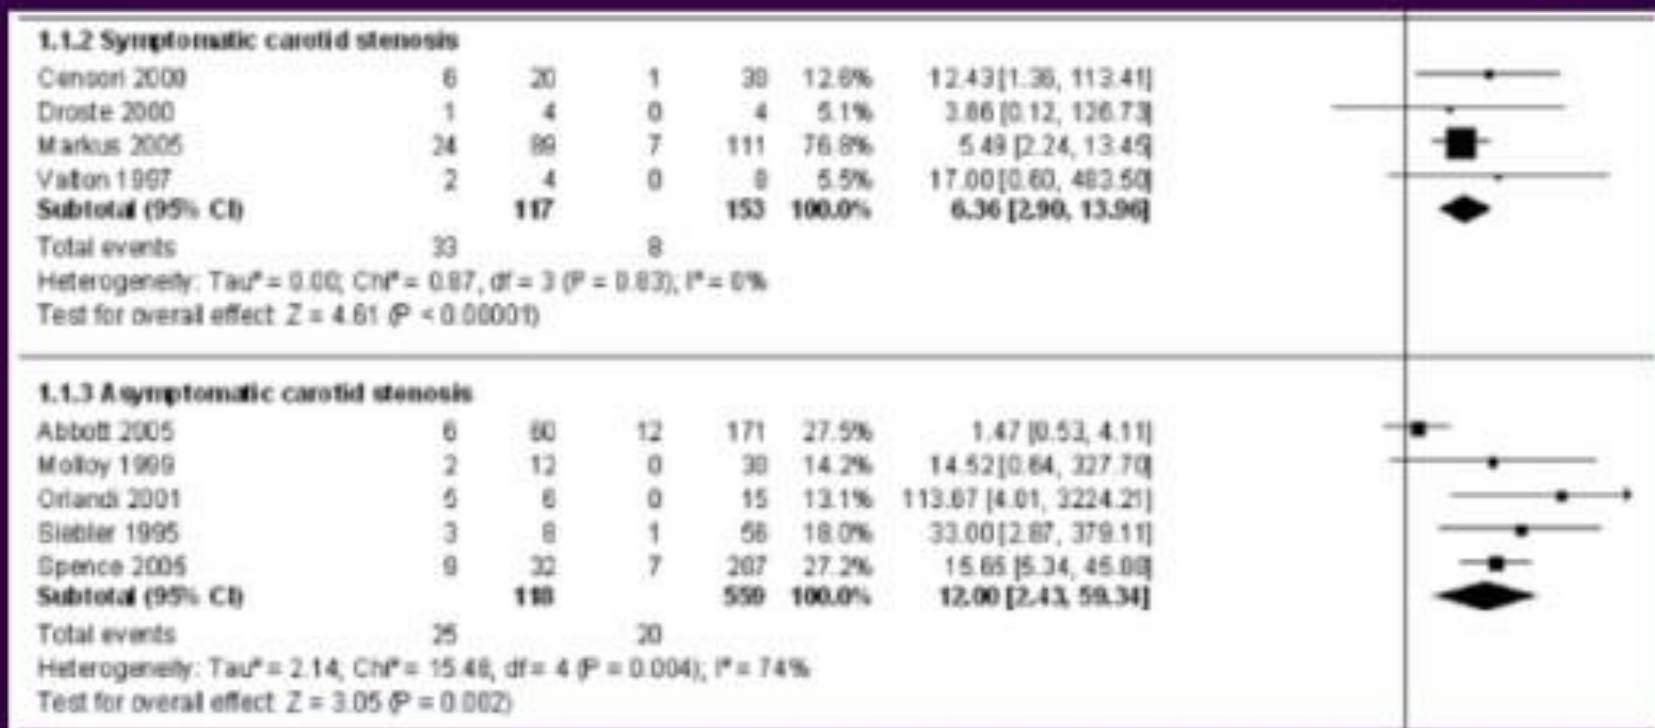 1.1.2 Symptomatic carotid stenosis
Censori 2000 6 20 1 30 12.6% 12.43 [1.36, 113.41]
Droste 2000 1 4 0 4 5.1% 3.86 [0.12, 126.73]
Markus 2005 24 89 7 111 76.8% 5.49 [2.24, 13.45]
Valton 1997 2 4 0 8 5.5% 17.00 [0.60, 483.50]
Subtotal (95% CI) 117 153 100.0% 6.36 [2.90, 13.96]
Total events 33 8
Heterogeneity: Tau² = 0.00; Chi² = 0.87, df = 3 (P = 0.83); I² = 0%
Test for overall effect: Z = 4.61 (P < 0.00001)
1.1.3 Asymptomatic carotid stenosis
Abbott 2005 6 60 12 171 27.5% 1.47 [0.53, 4.11]
Molloy 1999 2 12 0 30 14.2% 14.52 [0.64, 327.70]
Orlandi 2001 5 6 0 15 13.1% 113.67 [4.01, 3224.21]
Siebler 1995 3 8 1 56 18.0% 33.00 [2.87, 379.11]
Spence 2005 9 32 7 287 27.2% 15.65 [5.34, 45.88]
Subtotal (95% CI) 118 559 100.0% 12.00 [2.43, 59.34]
Total events 25 20
Heterogeneity: Tau² = 2.14; Chi² = 15.46, df = 4 (P = 0.004); I² = 74%
Test for overall effect: Z = 3.05 (P = 0.002)